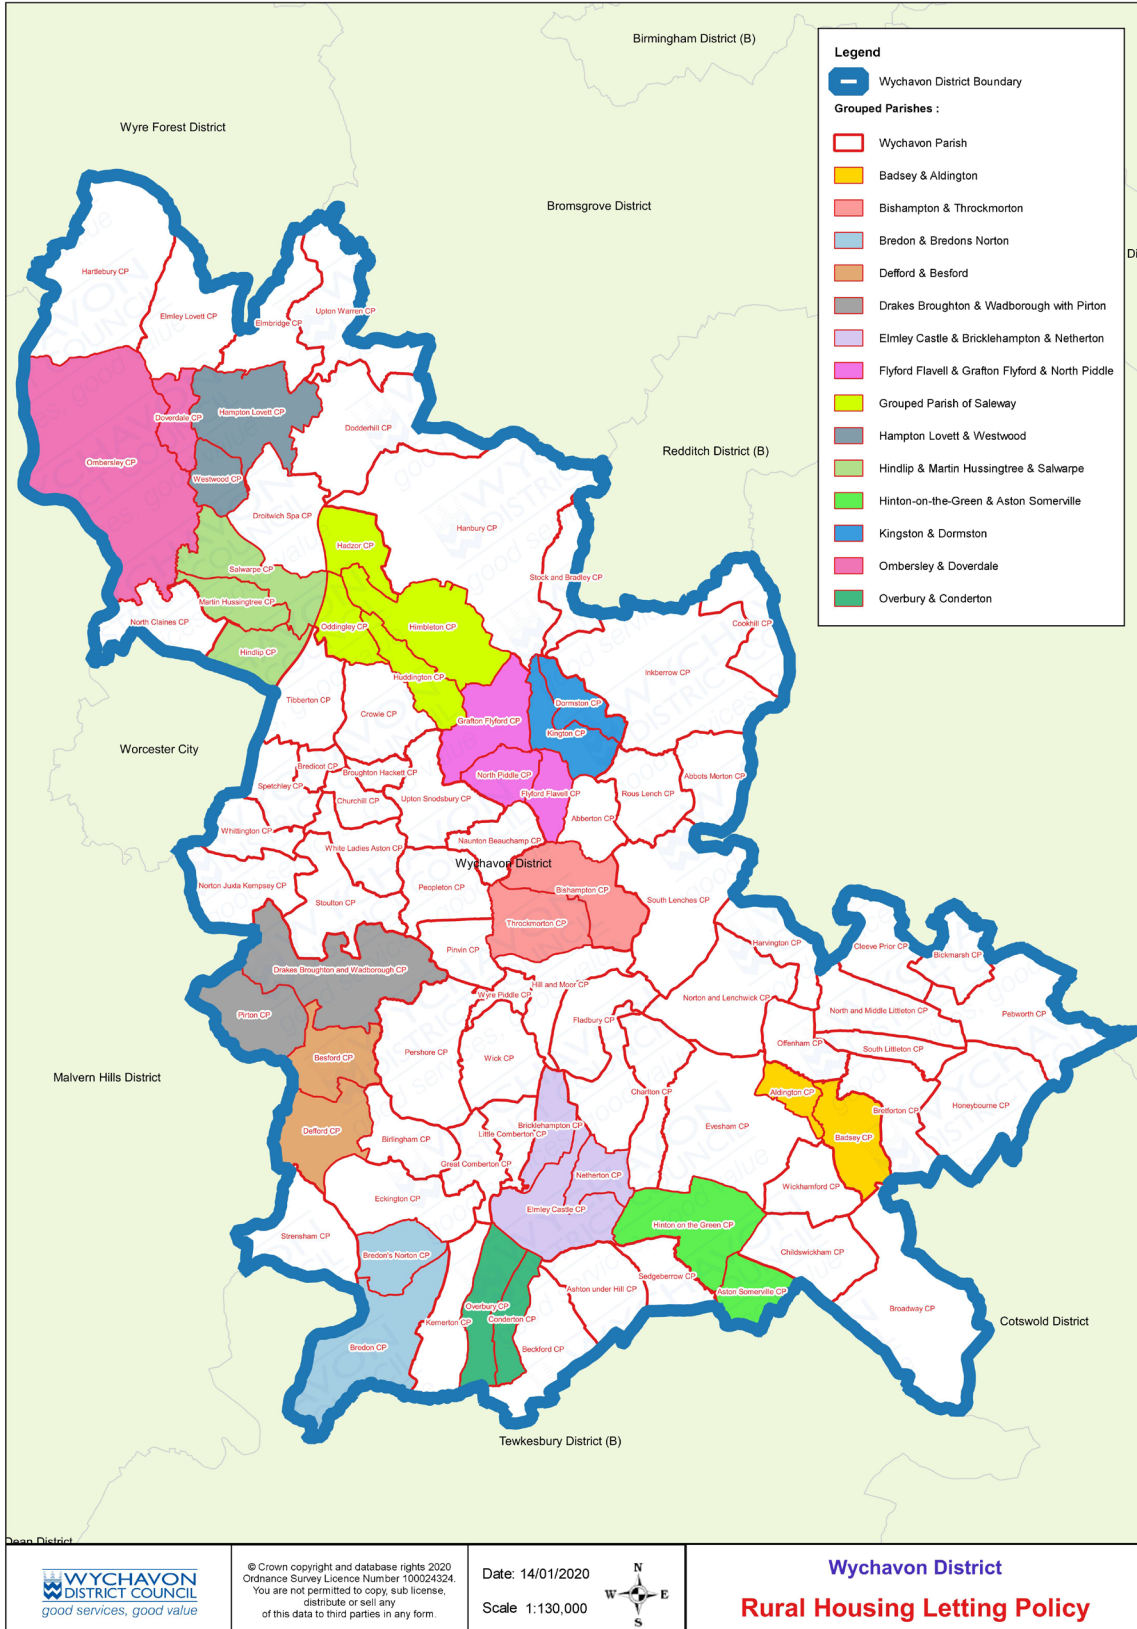 Birmingham District (B)
Wyre Forest District
Bromsgrove District
Redditch District (B)
Worcester City
Malvern Hills District
Cotswold District
Tewkesbury District (B)
Dean District
Di
Wychavon District
Legend
Wychavon District Boundary
Grouped Parishes :
Wychavon Parish
Badsey & Aldington
Bishampton & Throckmorton
Bredon & Bredons Norton
Defford & Besford
Drakes Broughton & Wadborough with Pirton
Elmley Castle & Bricklehampton & Netherton
Flyford Flavell & Grafton Flyford & North Piddle
Grouped Parish of Saleway
Hampton Lovett & Westwood
Hindlip & Martin Hussingtree & Salwarpe
Hinton-on-the-Green & Aston Somerville
Kingston & Dormston
Ombersley & Doverdale
Overbury & Conderton
Hartlebury CP
Elmley Lovett CP
Elmbridge CP
Upton Warren CP
Doverdale CP
Hampton Lovett CP
Dodderhill CP
Ombersley CP
Westwood CP
Droitwich Spa CP
Hanbury CP
Hadzor CP
Salwarpe CP
Stock and Bradley CP
Martin Hussingtree CP
North Claines CP
Oddingley CP
Himbleton CP
Cookhill CP
Hindlip CP
Huddington CP
Inkberrow CP
Tibberton CP
Crowle CP
Dormston CP
Grafton Flyford CP
Kington CP
Bredicot CP
Broughton Hackett CP
North Piddle CP
Abbots Morton CP
Spetchley CP
Churchill CP
Upton Snodsbury CP
Flyford Flavell CP
Rous Lench CP
Abberton CP
Whittington CP
White Ladies Aston CP
Naunton Beauchamp CP
Norton Juxta Kempsey CP
Peopleton CP
Bishampton CP
Stoulton CP
South Lenches CP
Throckmorton CP
Pinvin CP
Harvington CP
Cleeve Prior CP
Bickmarsh CP
Drakes Broughton and Wadborough CP
Hill and Moor CP
Wyre Piddle CP
Norton and Lenchwick CP
North and Middle Littleton CP
Pebworth CP
Pirton CP
Fladbury CP
Offenham CP
South Littleton CP
Besford CP
Pershore CP
Wick CP
Charlton CP
Aldington CP
Honeybourne CP
Bretforton CP
Defford CP
Birlingham CP
Little Comberton CP
Bricklehampton CP
Evesham CP
Badsey CP
Great Comberton CP
Netherton CP
Wickhamford CP
Eckington CP
Elmley Castle CP
Hinton on the Green CP
Strensham CP
Bredon's Norton CP
Childswickham CP
Sedgeberrow CP
Ashton under Hill CP
Aston Somerville CP
Overbury CP
Conderton CP
Broadway CP
Kemerton CP
Bredon CP
Beckford CP
WYCHAVON
DISTRICT COUNCIL
good services, good value
© Crown copyright and database rights 2020
Ordnance Survey Licence Number 100024324.
You are not permitted to copy, sub license,
distribute or sell any
of this data to third parties in any form.
Date: 14/01/2020
Scale 1:130,000
N
W E
S
Wychavon District
Rural Housing Letting Policy